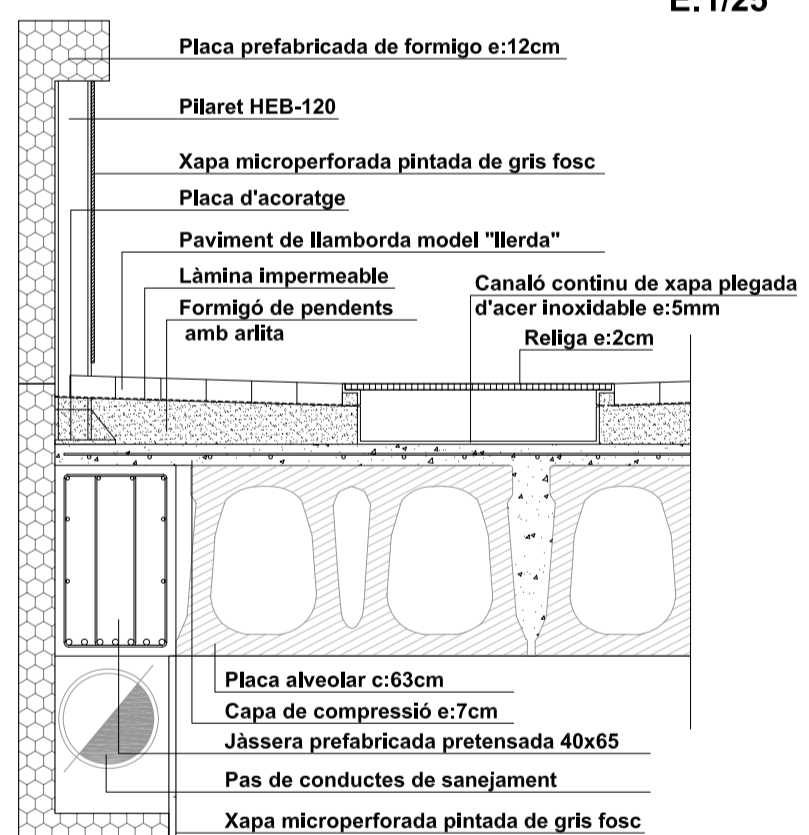 E:1/25
Placa prefabricada de formigo e:12cm
Pilaret HEB-120
Xapa microperforada pintada de gris fosc
Placa d'acoratge
Paviment de llamborda model "llerda"
Làmina impermeable
Formigó de pendents
amb arlita
Canaló continu de xapa plegada
d'acer inoxidable e:5mm
Religa e:2cm
Placa alveolar c:63cm
Capa de compressió e:7cm
Jàssera prefabricada pretensada 40x65
Pas de conductes de sanejament
Xapa microperforada pintada de gris fosc